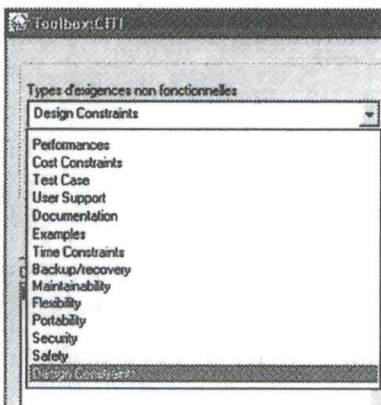 Toolbox:CITI
Types d'exigences non fonctionnelles
Design Constraints
Performances
Cost Constraints
Test Case
User Support
Documentation
Examples
Time Constraints
Backup/recovery
Maintainability
Flexibility
Portability
Security
Safety
Design Constraints